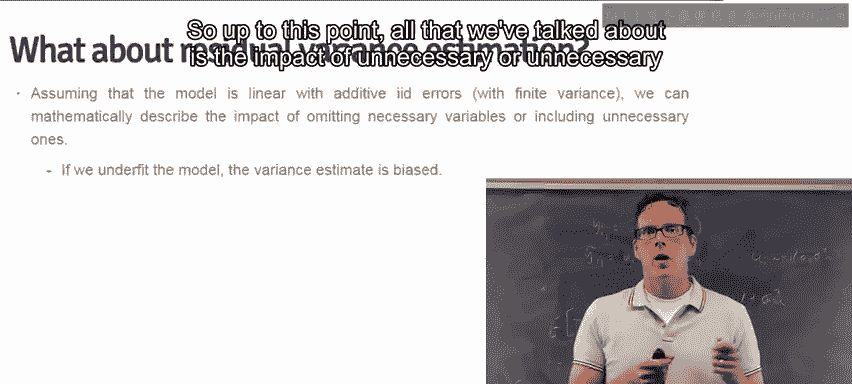 So up to this point, all that we've talked about
What about residual variance estimation?
is the impact of unnecessary or unnecessary
· Assuming that the model is linear with additive iid errors (with finite variance), we can
mathematically describe the impact of omitting necessary variables or including unnecessary
ones.
- If we underfit the model, the variance estimate is biased.